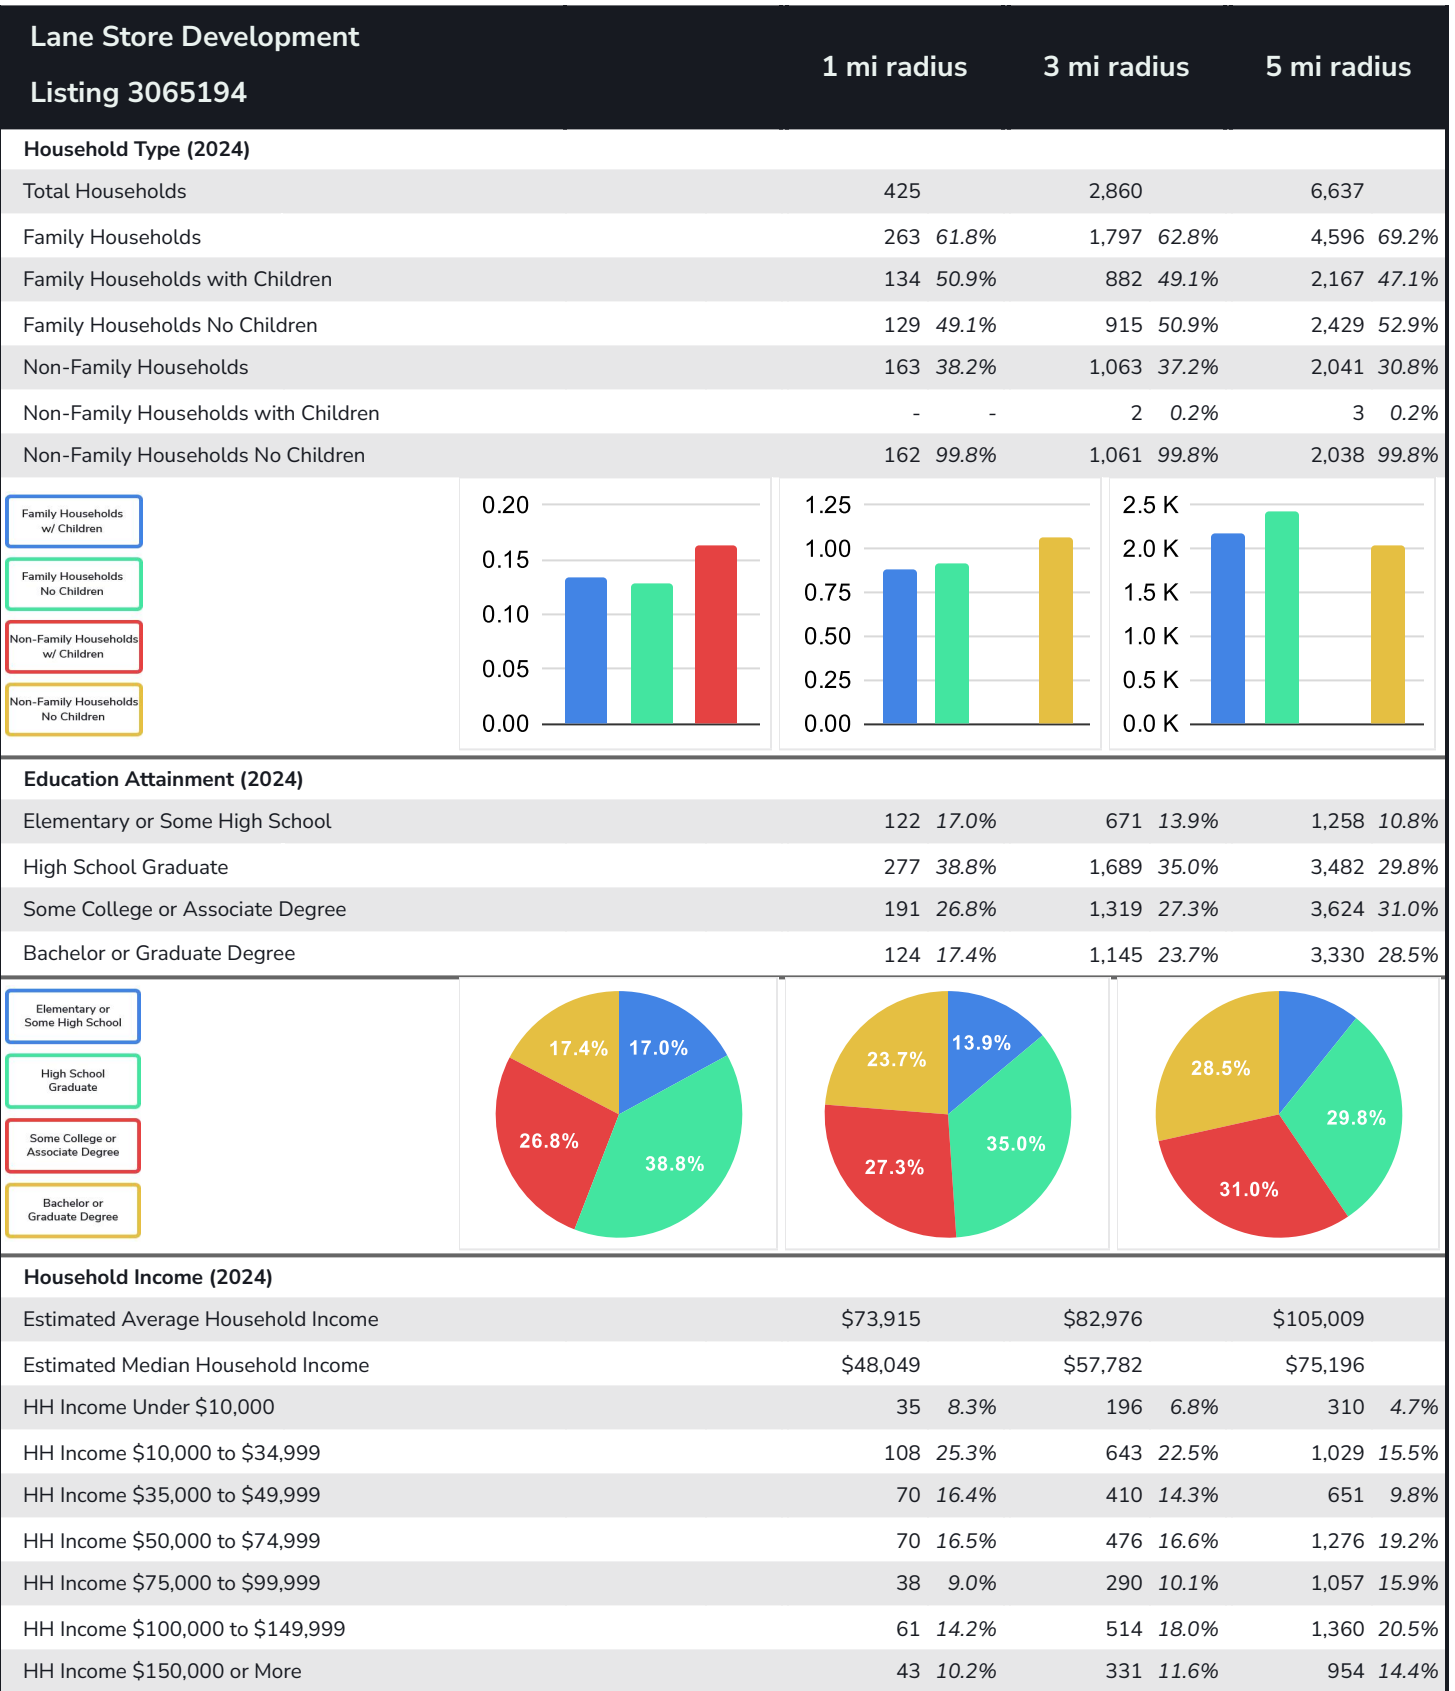 Lane Store Development
Listing 3065194
1 mi radius 3 mi radius 5 mi radius
Household Type (2024)
Total Households 425 2,860 6,637
Family Households 263 61.8% 1,797 62.8% 4,596 69.2%
Family Households with Children 134 50.9% 882 49.1% 2,167 47.1%
Family Households No Children 129 49.1% 915 50.9% 2,429 52.9%
Non-Family Households 163 38.2% 1,063 37.2% 2,041 30.8%
Non-Family Households with Children - - 2 0.2% 3 0.2%
Non-Family Households No Children 162 99.8% 1,061 99.8% 2,038 99.8%
Family Households
w/ Children
Family Households
No Children
Non-Family Households
w/ Children
Non-Family Households
No Children
0.20
0.15
0.10
0.05
0.00
1.25
1.00
0.75
0.50
0.25
0.00
2.5 K
2.0 K
1.5 K
1.0 K
0.5 K
0.0 K
Education Attainment (2024)
Elementary or Some High School 122 17.0% 671 13.9% 1,258 10.8%
High School Graduate 277 38.8% 1,689 35.0% 3,482 29.8%
Some College or Associate Degree 191 26.8% 1,319 27.3% 3,624 31.0%
Bachelor or Graduate Degree 124 17.4% 1,145 23.7% 3,330 28.5%
Elementary or
Some High School
High School
Graduate
Some College or
Associate Degree
Bachelor or
Graduate Degree
17.4% 17.0%
26.8%
38.8%
13.9%
23.7%
35.0%
27.3%
28.5%
29.8%
31.0%
Household Income (2024)
Estimated Average Household Income $73,915 $82,976 $105,009
Estimated Median Household Income $48,049 $57,782 $75,196
HH Income Under $10,000 35 8.3% 196 6.8% 310 4.7%
HH Income $10,000 to $34,999 108 25.3% 643 22.5% 1,029 15.5%
HH Income $35,000 to $49,999 70 16.4% 410 14.3% 651 9.8%
HH Income $50,000 to $74,999 70 16.5% 476 16.6% 1,276 19.2%
HH Income $75,000 to $99,999 38 9.0% 290 10.1% 1,057 15.9%
HH Income $100,000 to $149,999 61 14.2% 514 18.0% 1,360 20.5%
HH Income $150,000 or More 43 10.2% 331 11.6% 954 14.4%